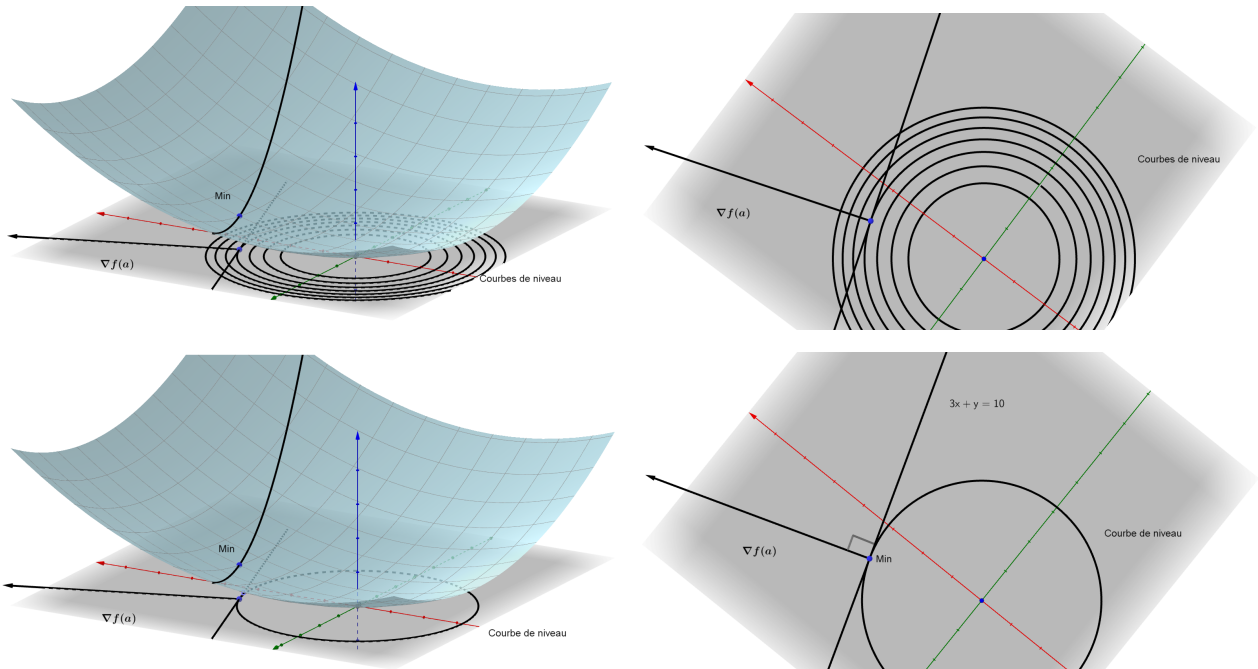 Min
∇f(a)
Courbes de niveau
Courbes de niveau
∇f(a)
Min
∇f(a)
Courbe de niveau
3x + y = 10
Courbe de niveau
∇f(a)
Min